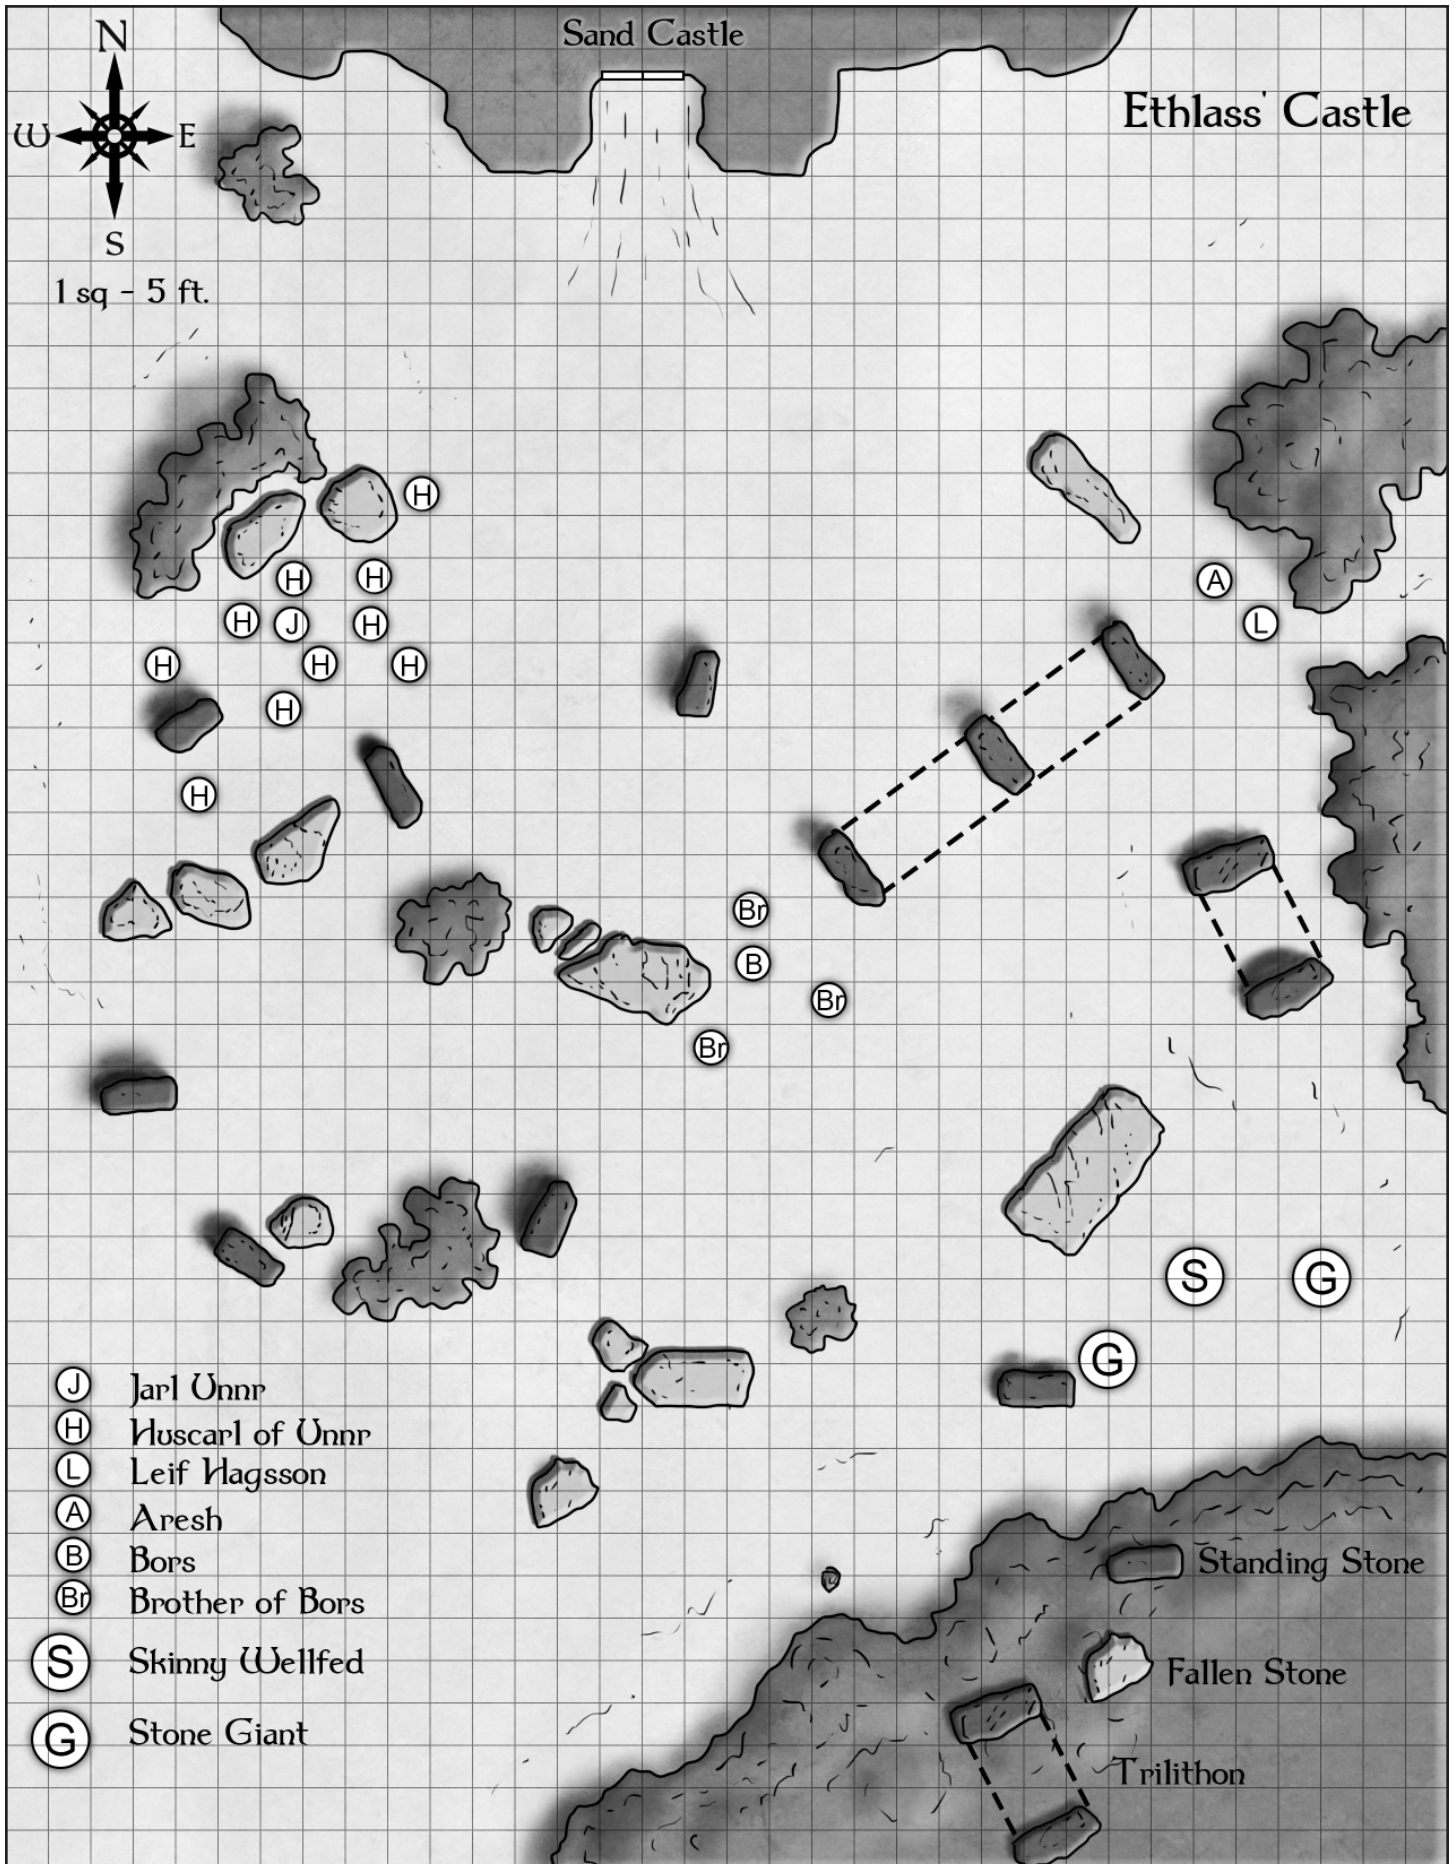 Sand Castle
N
Ethlass' Castle
W
E
S
1 sq - 5 ft.
H
H
H
A
H
J
H
L
H
H
H
H
H
Br
B
Br
Br
S
G
G
J Jarl Unnr
H Huscarl of Unnr
L Leif Hagsson
A Aresh
B Bors
Br Brother of Bors
S Skinny Wellfed
G Stone Giant
Standing Stone
Fallen Stone
Trilithon